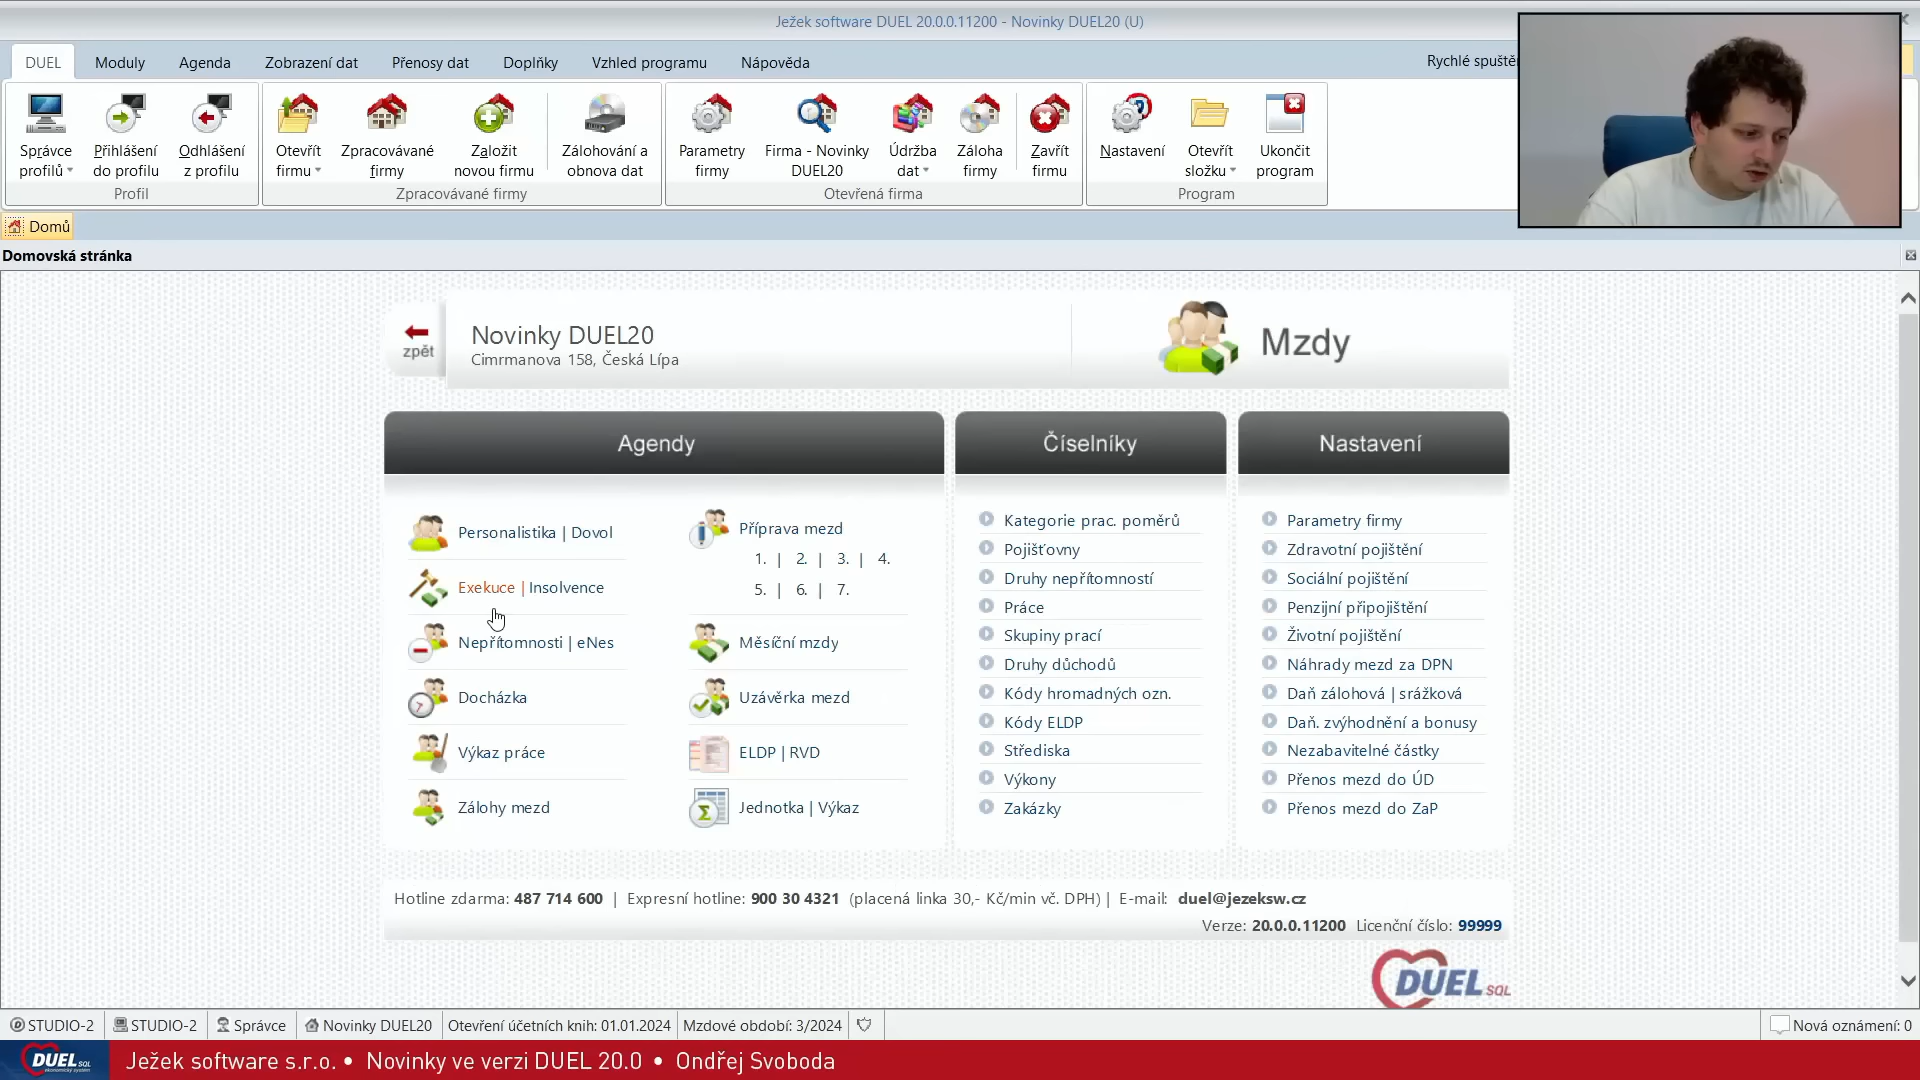 Ježek software DUEL 20.0.0.11200 - Novinky DUEL20 (U)
DUEL Moduly Agenda Zobrazení dat Přenosy dat Doplňky Vzhled programu Nápověda
Správce profilů
Přihlášení do profilu
Odhlášení z profilu
Otevřít firmu
Zpracovávané firmy
Založit novou firmu
Zálohování a obnova dat
Parametry firmy
Firma - Novinky DUEL20
Údržba dat
Záloha firmy
Zavřít firmu
Nastavení
Otevřít složku
Ukončit program
Profil Zpracovávané firmy Otevřená firma Program
Domů
Domovská stránka
zpět
Novinky DUEL20
Cimrmanova 158, Česká Lípa
Mzdy
Agendy
Personalistika | Dovol
Exekuce | Insolvence
Nepřítomnosti | eNes
Docházka
Výkaz práce
Zálohy mezd
Příprava mezd
1. | 2. | 3. | 4.
5. | 6. | 7.
Měsíční mzdy
Uzávěrka mezd
ELDP | RVD
Jednotka | Výkaz
Číselníky
Kategorie prac. poměrů
Pojišťovny
Druhy nepřítomností
Práce
Skupiny prací
Druhy důchodů
Kódy hromadných ozn.
Kódy ELDP
Střediska
Výkony
Zakázky
Nastavení
Parametry firmy
Zdravotní pojištění
Sociální pojištění
Penzijní připojištění
Životní pojištění
Náhrady mezd za DPN
Daň zálohová | srážková
Daň. zvýhodnění a bonusy
Nezabavitelné částky
Přenos mezd do ÚD
Přenos mezd do ZaP
Hotline zdarma: 487 714 600 | Expresní hotline: 900 30 4321 (placená linka 30,- Kč/min vč. DPH) | E-mail: duel@jezeksw.cz
Verze: 20.0.0.11200 Licenční číslo: 99999
DUEL SQL
STUDIO-2 STUDIO-2 Správce Novinky DUEL20 Otevření účetních knih: 01.01.2024 Mzdové období: 3/2024 Nová oznámení: 0
DUEL SQL Ježek software s.r.o. • Novinky ve verzi DUEL 20.0 • Ondřej Svoboda